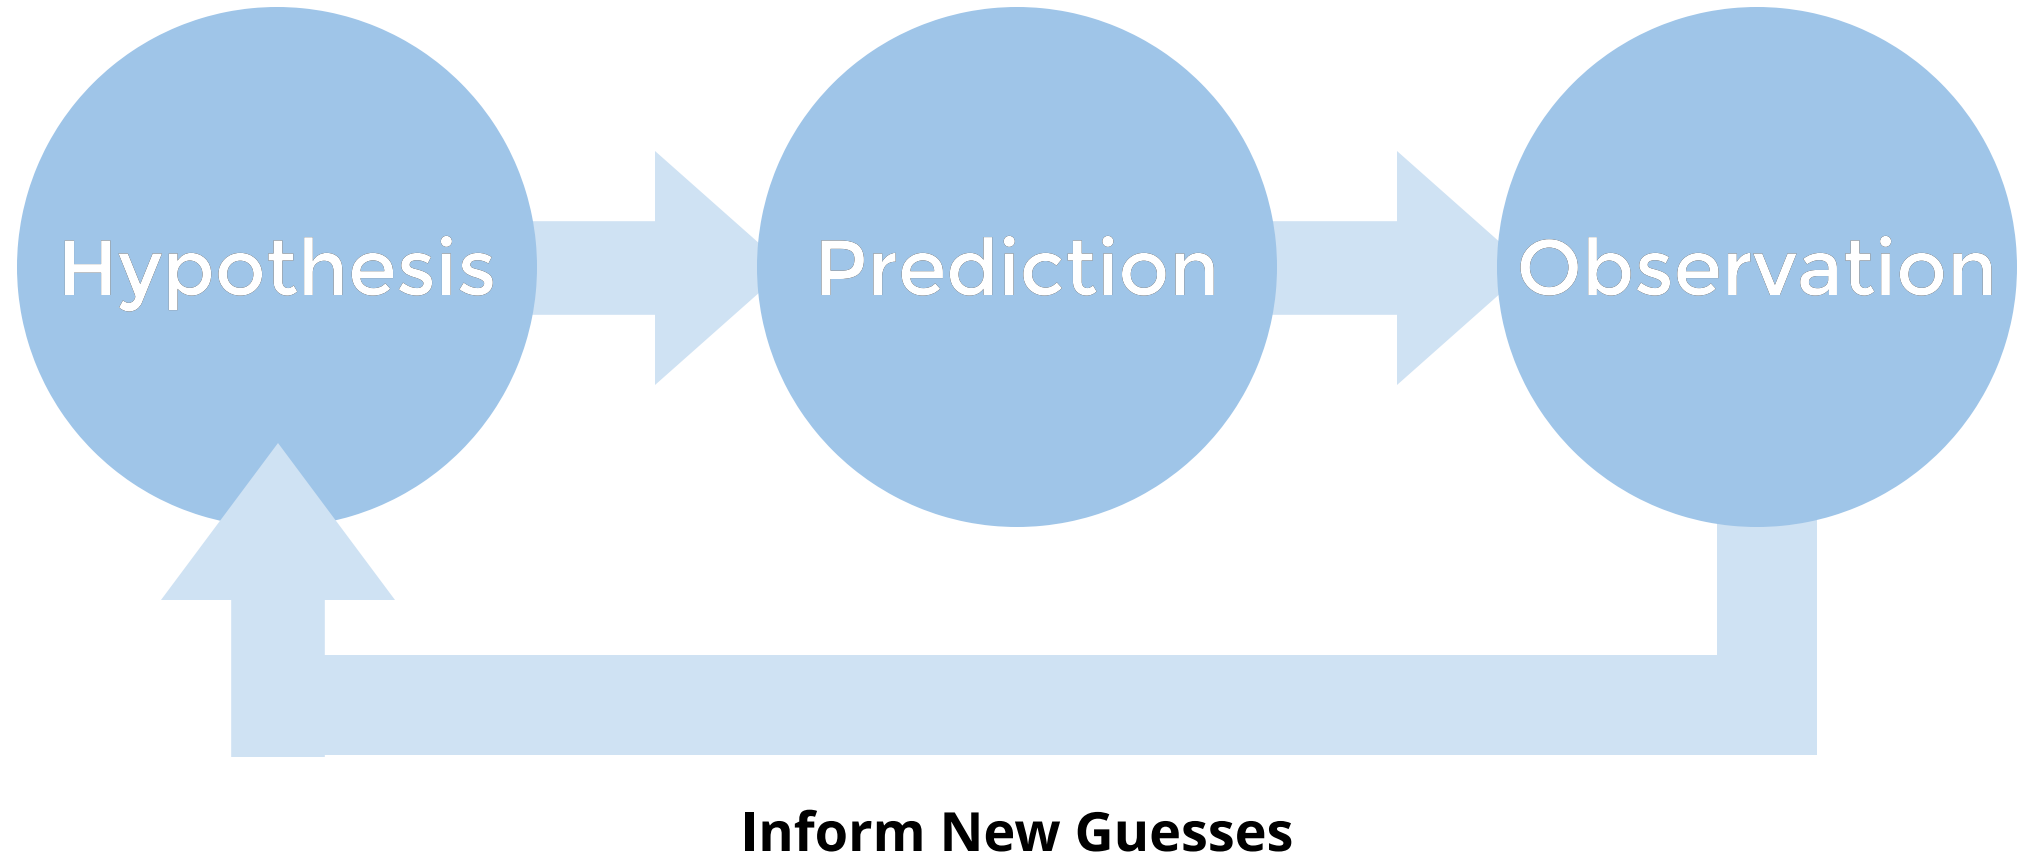 Hypothesis
Prediction
Observation
Inform New Guesses